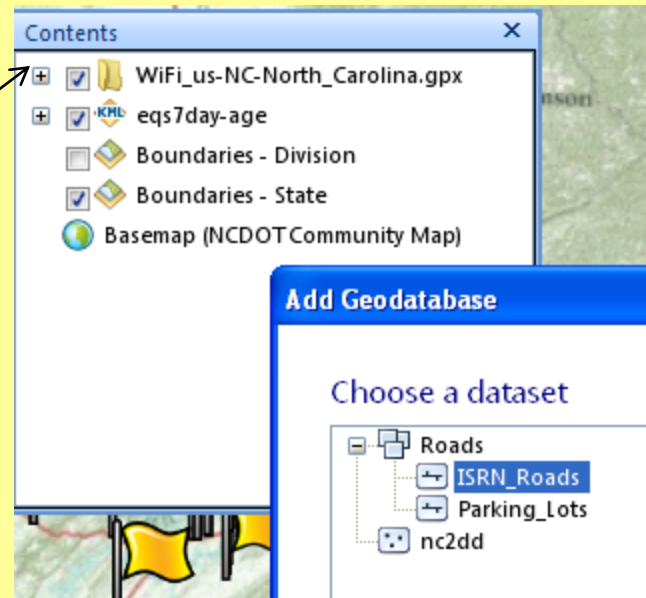 Contents
WiFi_us-NC-North_Carolina.gpx
KML eqs7day-age
Boundaries - Division
Boundaries - State
Basemap (NCDOT Community Map)
Add Geodatabase
Choose a dataset
Roads
ISRN_Roads
Parking_Lots
nc2dd